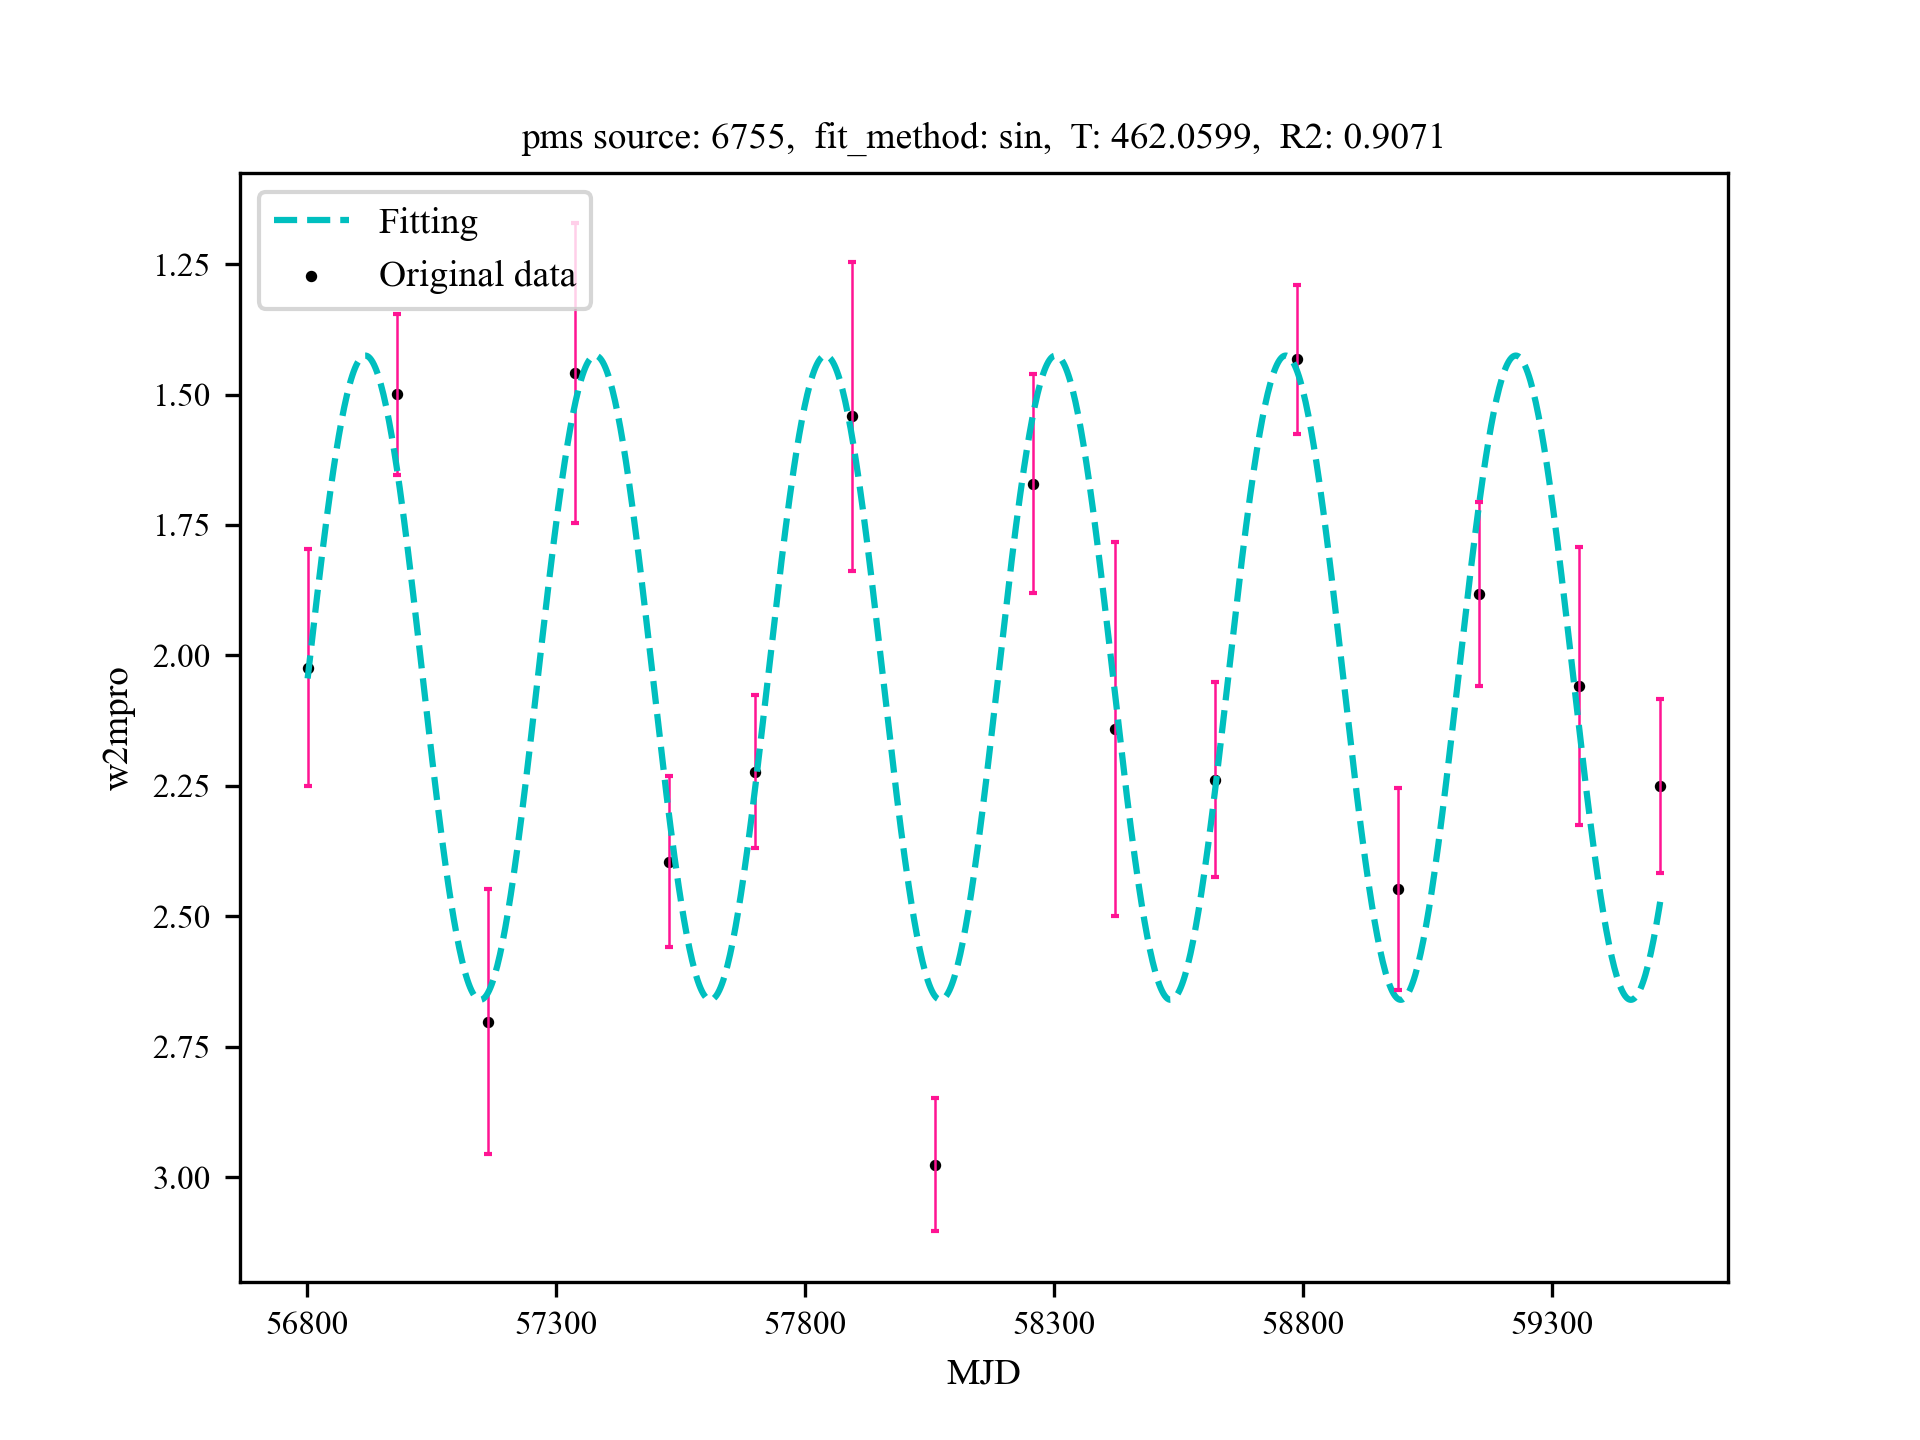 pms source: 6755,  fit_method: sin,  T: 462.0599,  R2: 0.9071
Fitting
Original data
1.25
1.50
1.75
2.00
2.25
2.50
2.75
3.00
w2mpro
56800 57300 57800 58300 58800 59300
MJD